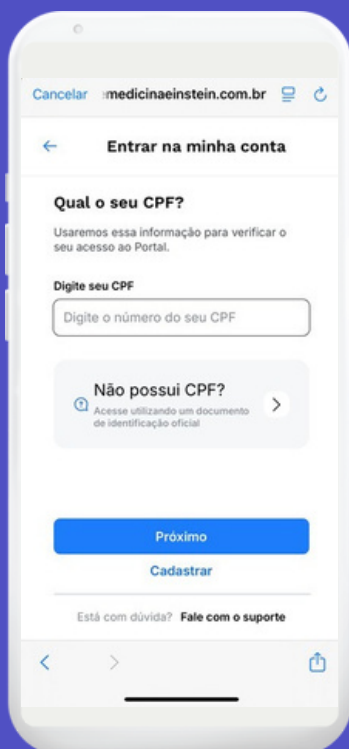 Cancelar
emedicinaeinstein.com.br
Entrar na minha conta
Qual o seu CPF?
Usaremos essa informação para verificar o
seu acesso ao Portal.
Digite seu CPF
Digite o número do seu CPF
Não possui CPF?
Acesse utilizando um documento
de identificação oficial
Próximo
Cadastrar
Está com dúvida? Fale com o suporte